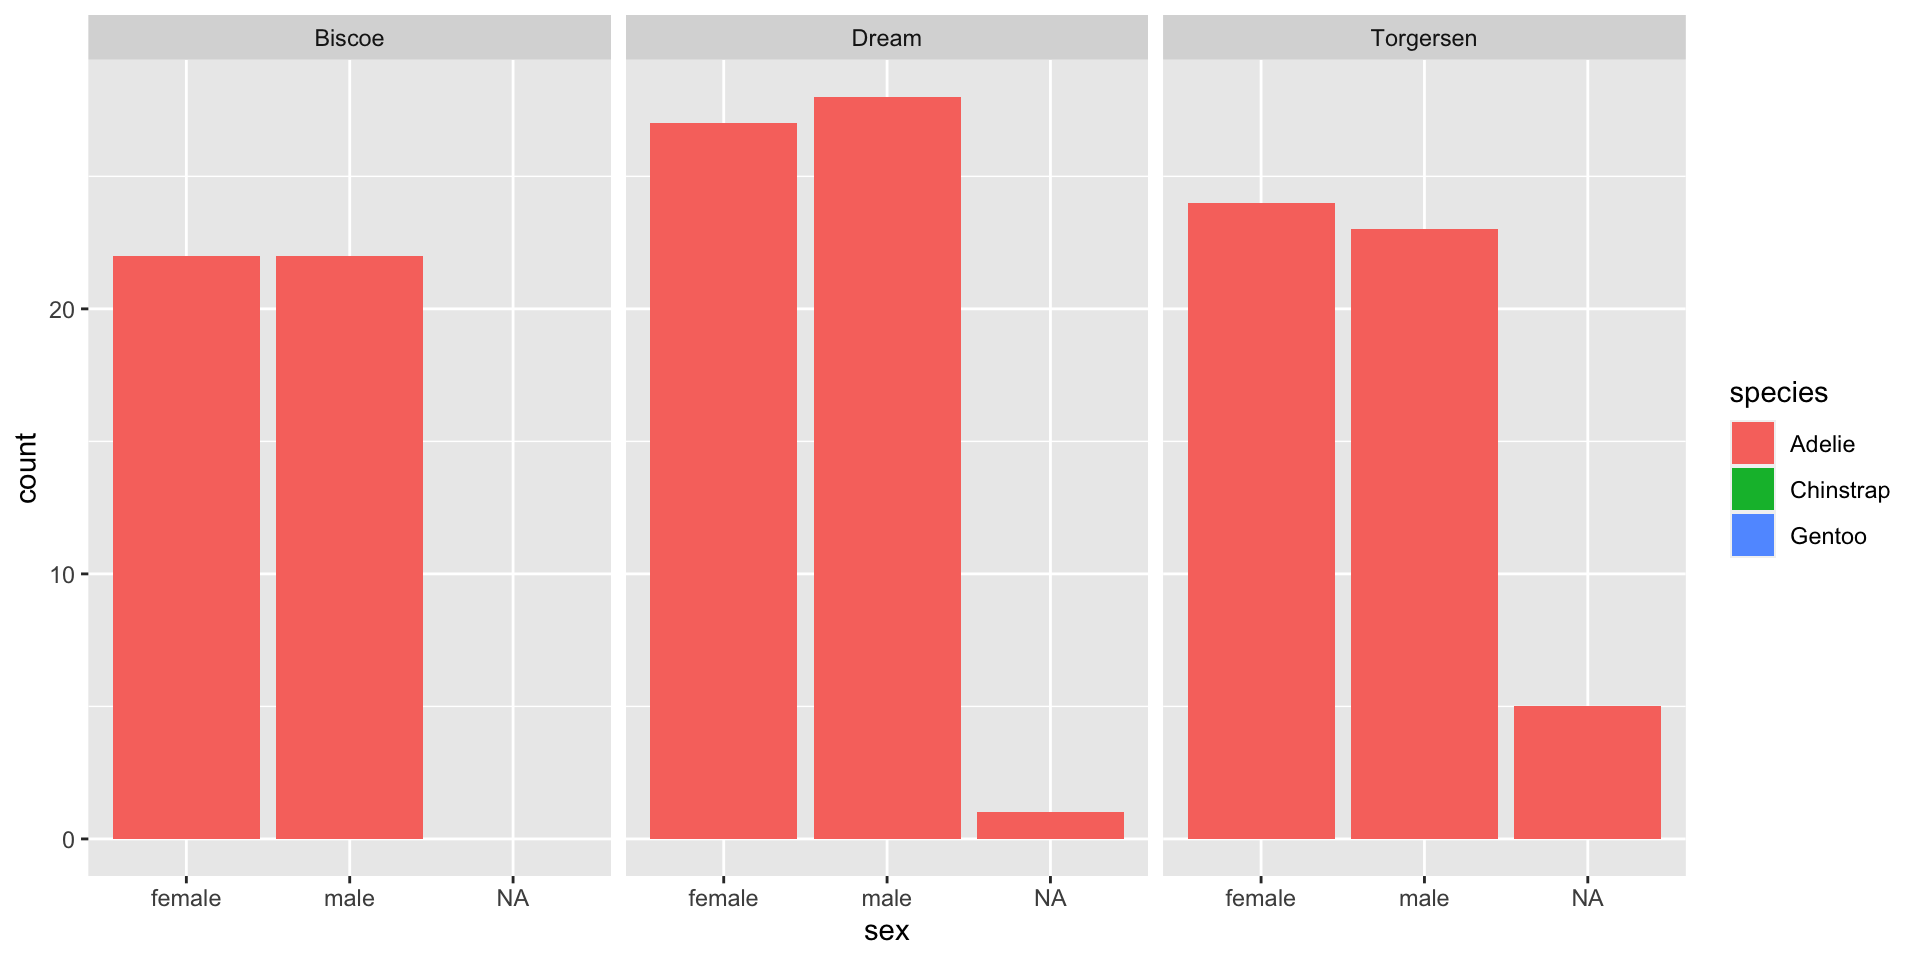 Biscoe
Dream
Torgersen
count
20
10
0
female male NA
female male NA
female male NA
sex
species
Adelie
Chinstrap
Gentoo